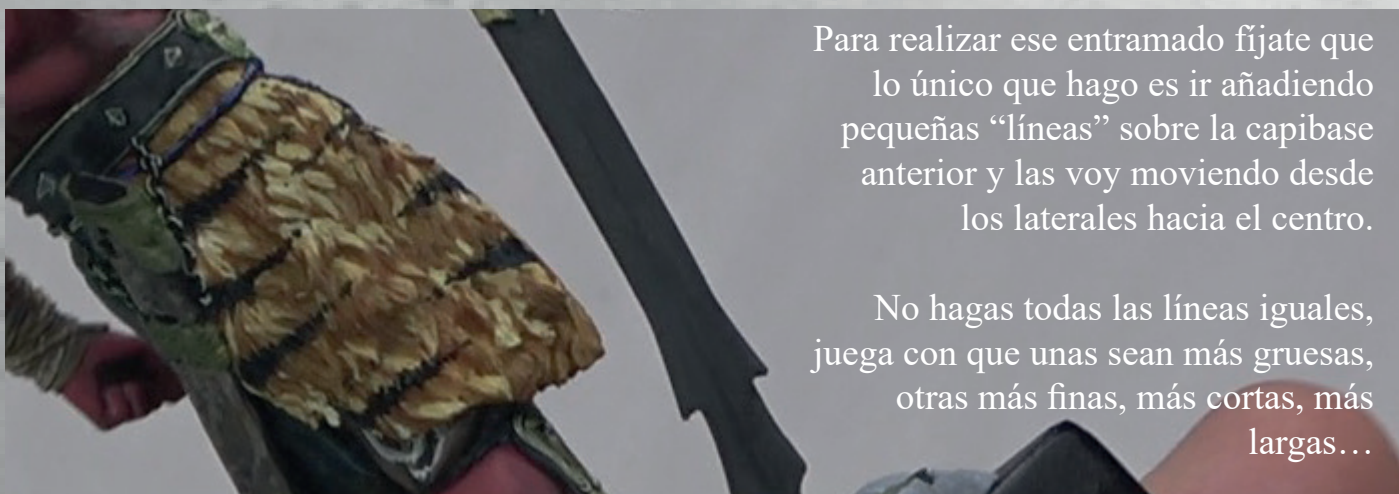 Para realizar ese entramado fíjate que
lo único que hago es ir añadiendo
pequeñas “líneas” sobre la capibase
anterior y las voy moviendo desde
los laterales hacia el centro.
No hagas todas las líneas iguales,
juega con que unas sean más gruesas,
otras más finas, más cortas, más
largas…